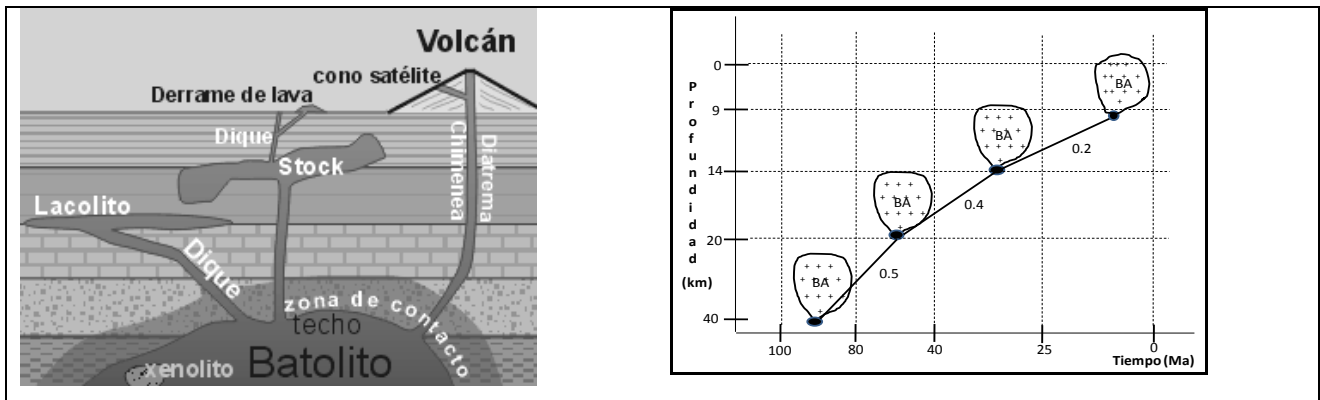 Volcán
cono satélite
Derrame de lava
Dique
Chimenea
Diatrema
Stock
Lacolito
Dique
zona de contacto
techo
xenolito
Batolito
Profundidad
(km)
0
9
14
20
40
BA
BA
BA
BA
0.2
0.4
0.5
100
80
40
25
0
Tiempo (Ma)